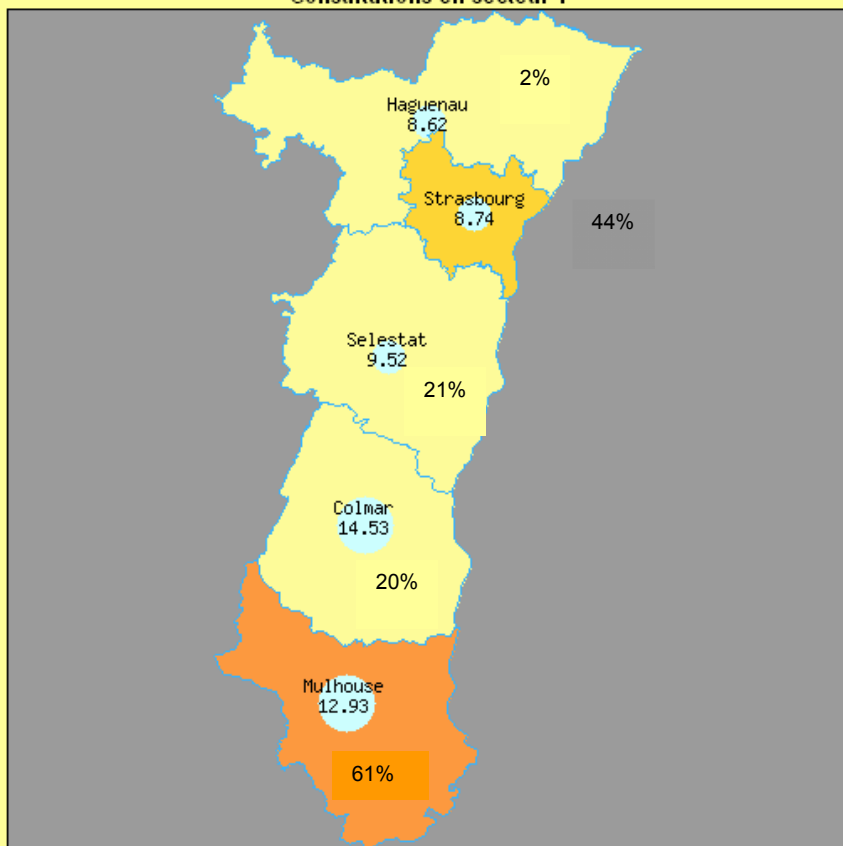 2%
Haguenau
8.62
Strasbourg
8.74
44%
Selestat
9.52
21%
Colmar
14.53
20%
Mulhouse
12.93
61%